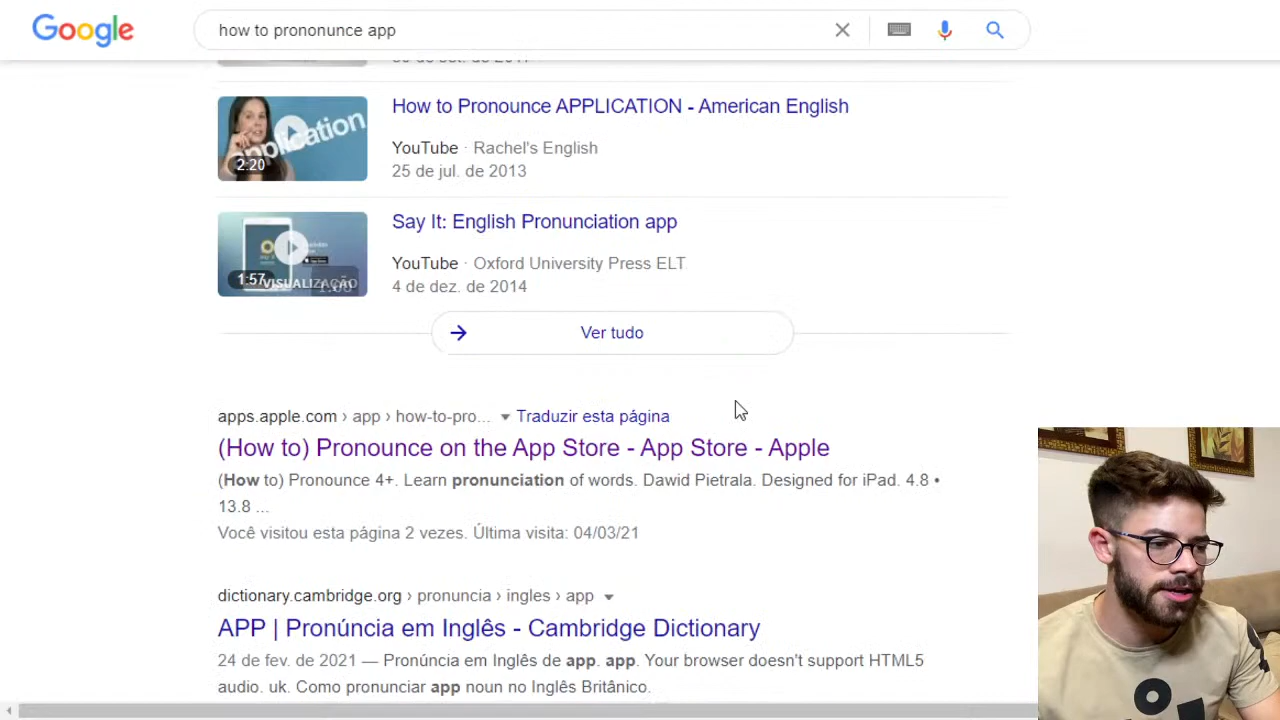 Google
how to prononunce app
How to Pronounce APPLICATION - American English
YouTube · Rachel's English
25 de jul. de 2013
application
2:20
Say It: English Pronunciation app
YouTube · Oxford University Press ELT
4 de dez. de 2014
1:57
VISUALIZAÇÃO
Ver tudo
apps.apple.com › app › how-to-pro... Traduzir esta página
(How to) Pronounce on the App Store - App Store - Apple
(How to) Pronounce 4+. Learn pronunciation of words. Dawid Pietrala. Designed for iPad. 4.8 •
13.8 ...
Você visitou esta página 2 vezes. Última visita: 04/03/21
dictionary.cambridge.org › pronuncia › ingles › app
APP | Pronúncia em Inglês - Cambridge Dictionary
24 de fev. de 2021 — Pronúncia em Inglês de app. app. Your browser doesn't support HTML5
audio. uk. Como pronunciar app noun no Inglês Britânico.